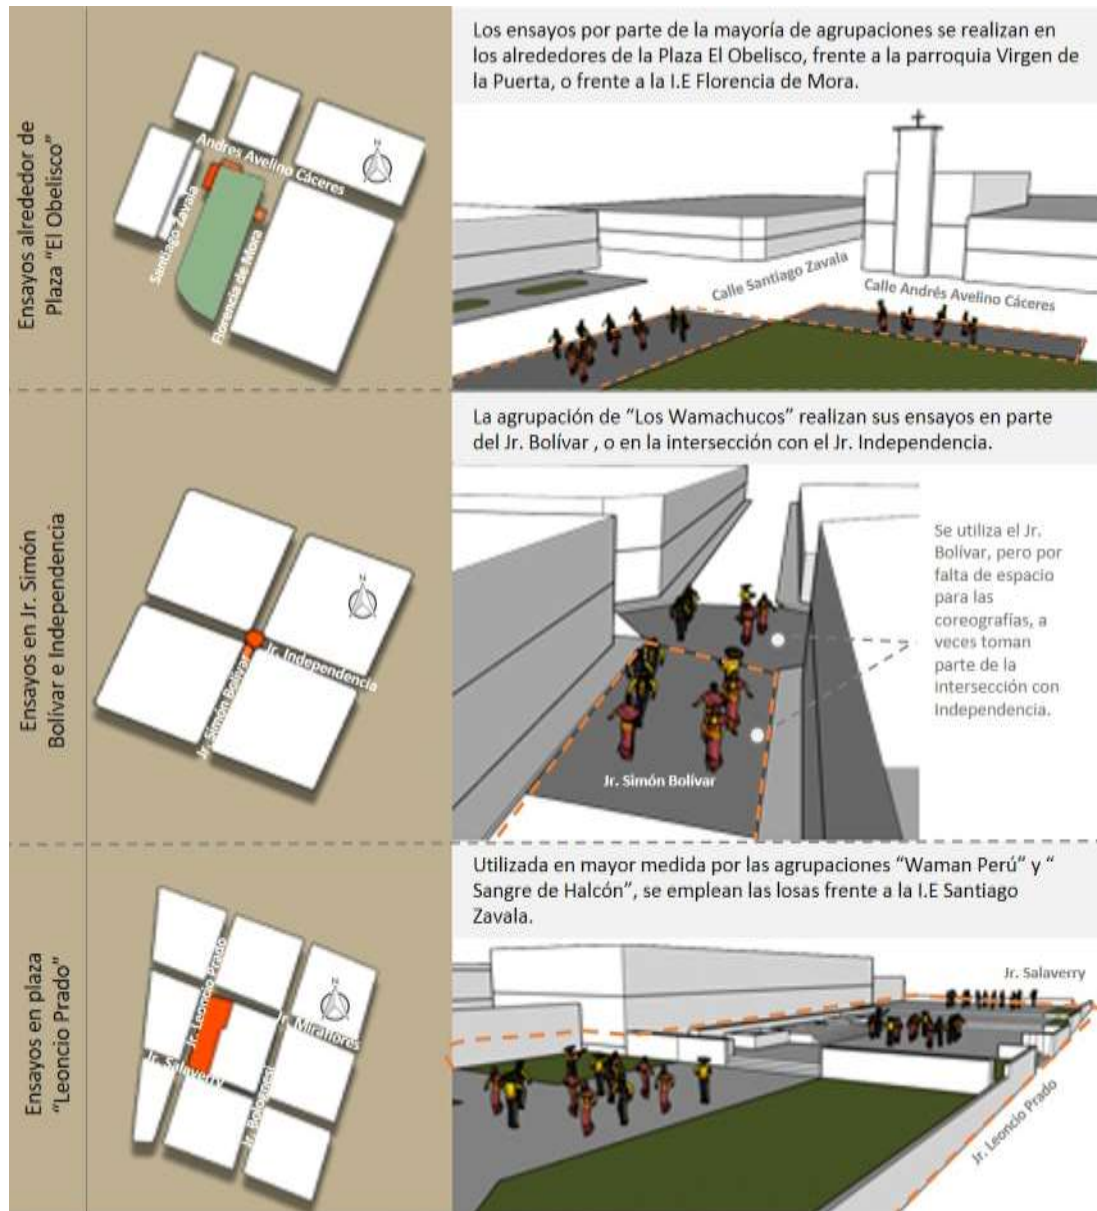 Ensayos alrededor de
Plaza "El Obelisco"
Andres Avelino Cáceres
Santiago Zavala
Florencia de Mora
N
Los ensayos por parte de la mayoría de agrupaciones se realizan en
los alrededores de la Plaza El Obelisco, frente a la parroquia Virgen de
la Puerta, o frente a la I.E Florencia de Mora.
Calle Santiago Zavala
Calle Andrés Avelino Cáceres
Ensayos en Jr. Simón
Bolívar e Independencia
N
Jr. Independencia
Jr. Simón Bolívar
La agrupación de "Los Wamachucos" realizan sus ensayos en parte
del Jr. Bolívar , o en la intersección con el Jr. Independencia.
Se utiliza el Jr.
Bolívar, pero por
falta de espacio
para las
coreografías, a
veces toman
parte de la
intersección con
Independencia.
Jr. Simón Bolívar
Ensayos en plaza
"Leoncio Prado"
Jr. Leoncio Prado
N
Jr. Miraflores
Jr. Salaverry
Jr. Bolognesi
Utilizada en mayor medida por las agrupaciones "Waman Perú" y "
Sangre de Halcón", se emplean las losas frente a la I.E Santiago
Zavala.
Jr. Salaverry
Jr. Leoncio Prado